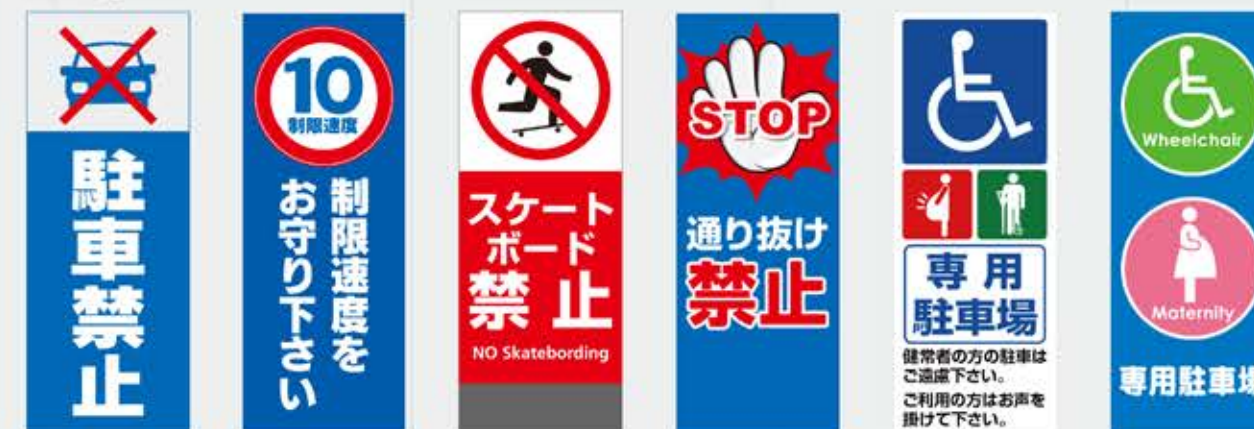 駐車禁止
10
制限速度
制限速度を
お守り下さい
スケート
ボード
禁止
NO Skatebording
STOP
通り抜け
禁止
専用
駐車場
健常者の方の駐車は
ご遠慮下さい。
ご利用の方はお声を
掛けて下さい。
Wheelchair
Maternity
専用駐車場